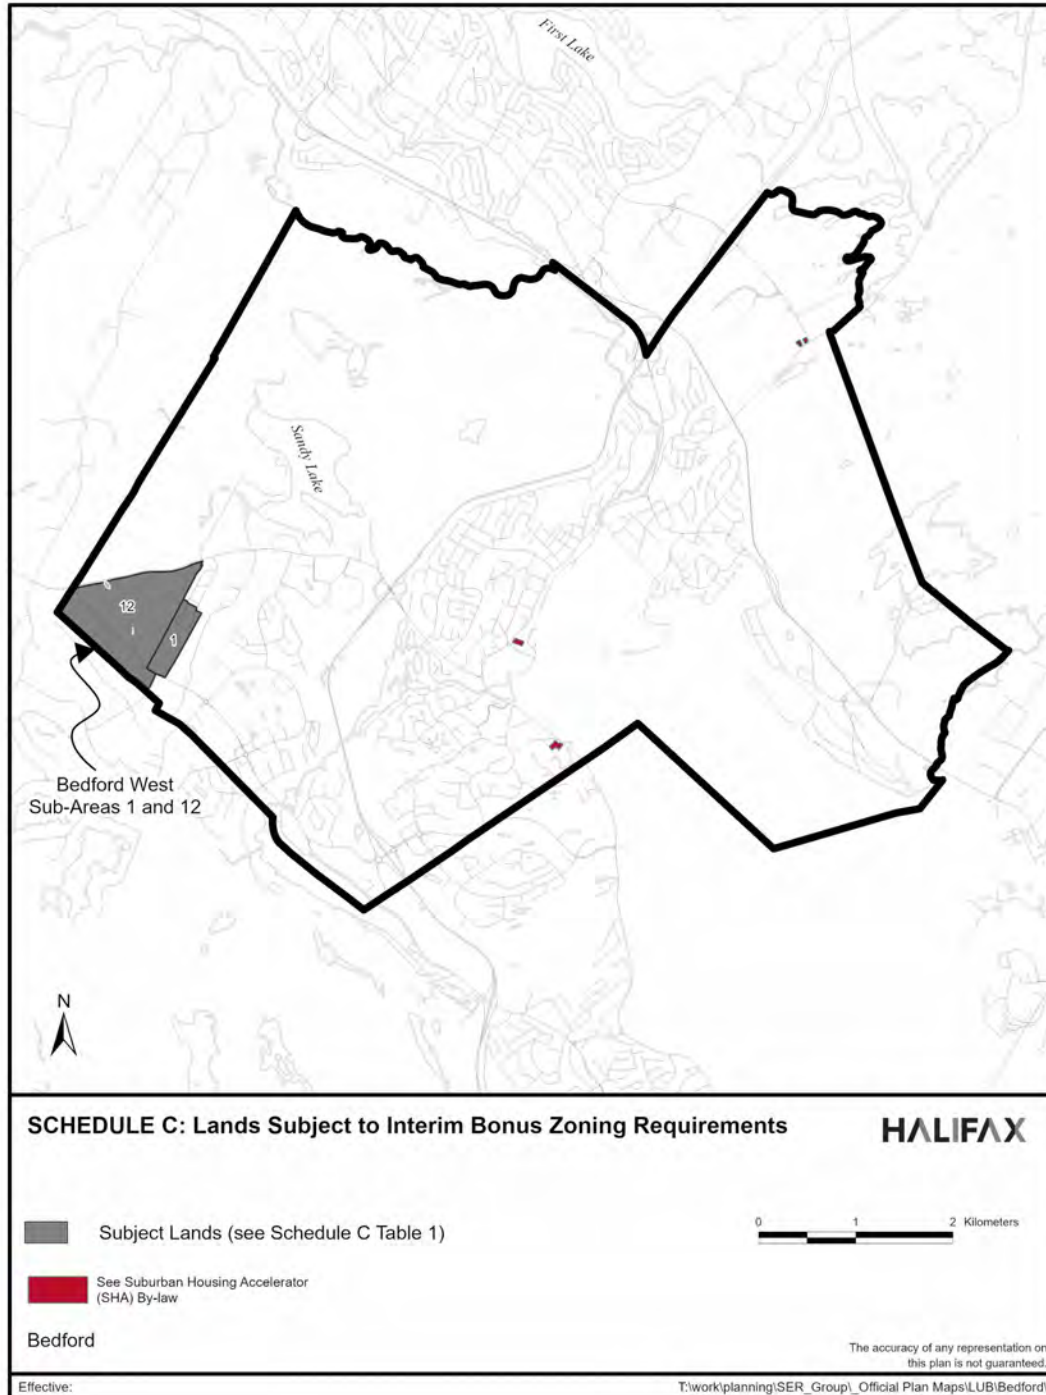 First Lake
Sandy Lake
12
1
Bedford West
Sub-Areas 1 and 12
N
SCHEDULE C: Lands Subject to Interim Bonus Zoning Requirements
HALIFAX
Subject Lands (see Schedule C Table 1)
0 1 2 Kilometers
See Suburban Housing Accelerator
(SHA) By-law
Bedford
The accuracy of any representation on
this plan is not guaranteed.
Effective:
T:\work\planning\SER_Group\_Official Plan Maps\LUB\Bedford\